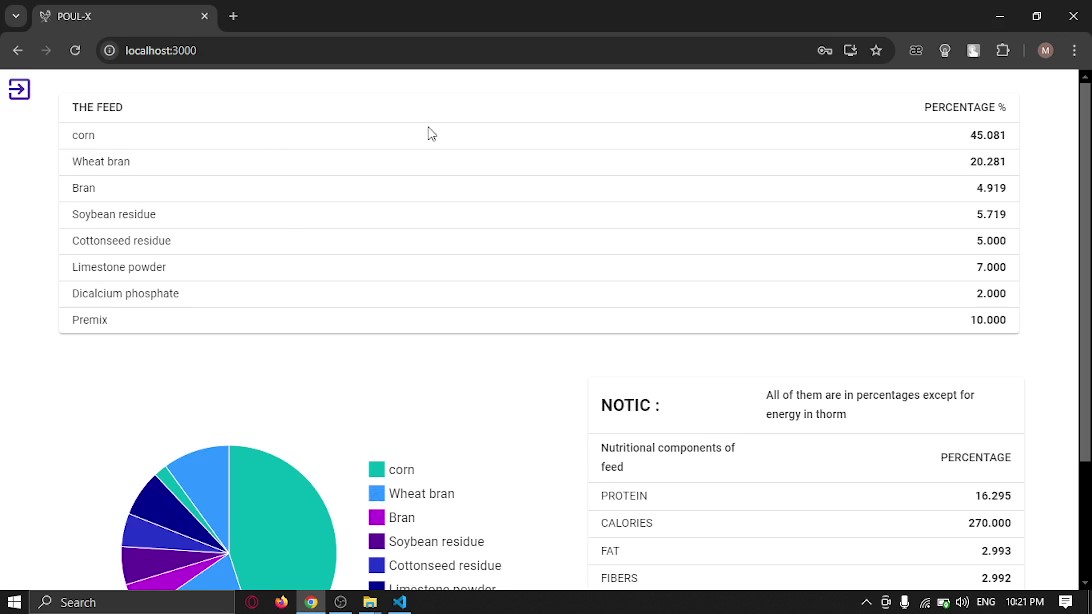 POUL-X
localhost:3000
M
THE FEED PERCENTAGE %
corn 45.081
Wheat bran 20.281
Bran 4.919
Soybean residue 5.719
Cottonseed residue 5.000
Limestone powder 7.000
Dicalcium phosphate 2.000
Premix 10.000
NOTIC :
All of them are in percentages except for
energy in thorm
Nutritional components of
feed
PERCENTAGE
PROTEIN 16.295
CALORIES 270.000
FAT 2.993
FIBERS 2.992
corn
Wheat bran
Bran
Soybean residue
Cottonseed residue
Limestone powder
Search
ENG
10:21 PM